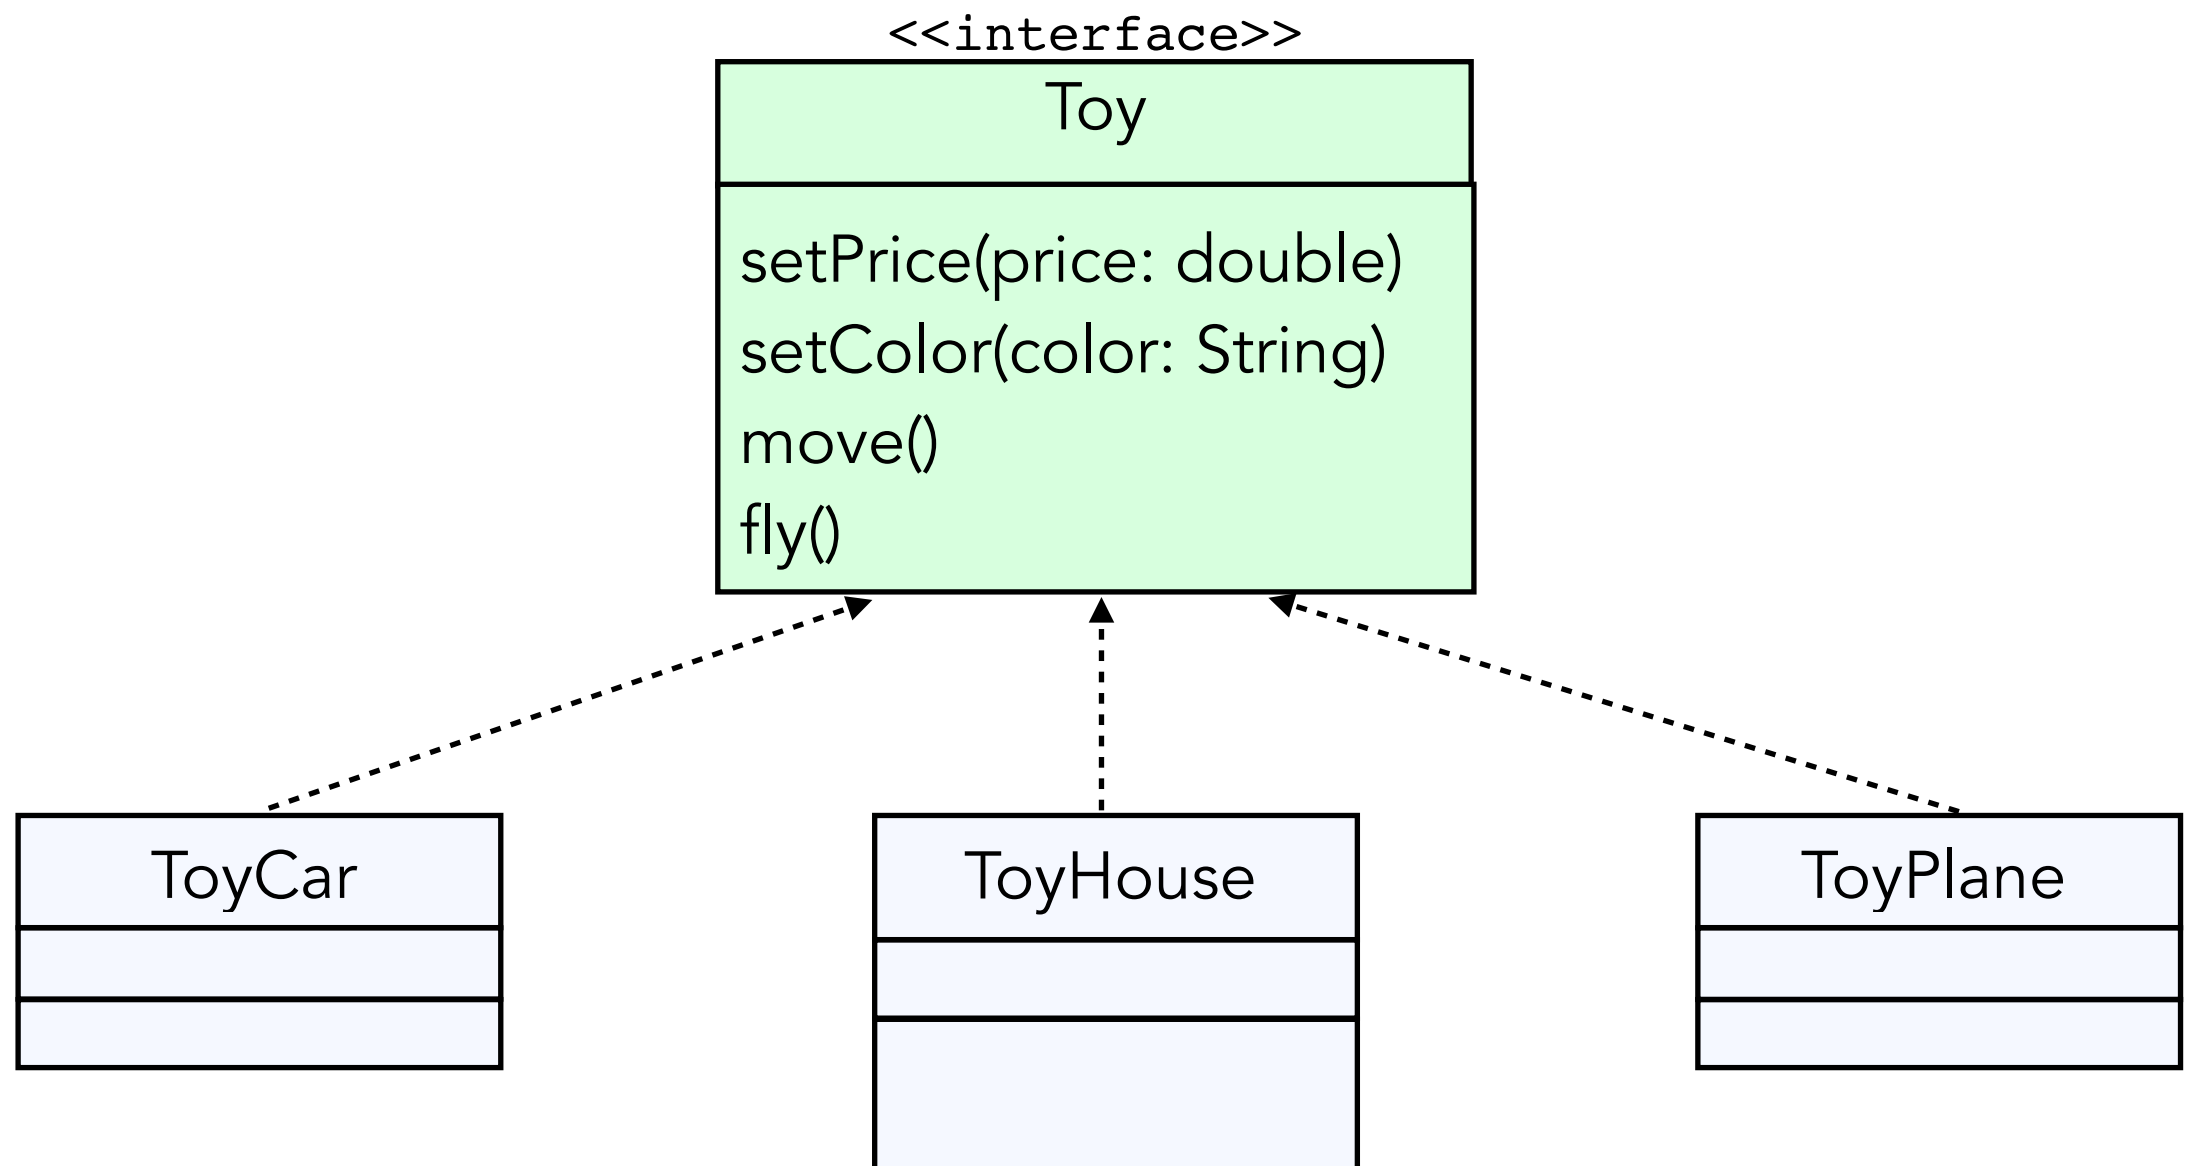 <<interface>>
Toy
setPrice(price: double)
setColor(color: String)
move()
fly()
ToyCar
ToyHouse
ToyPlane